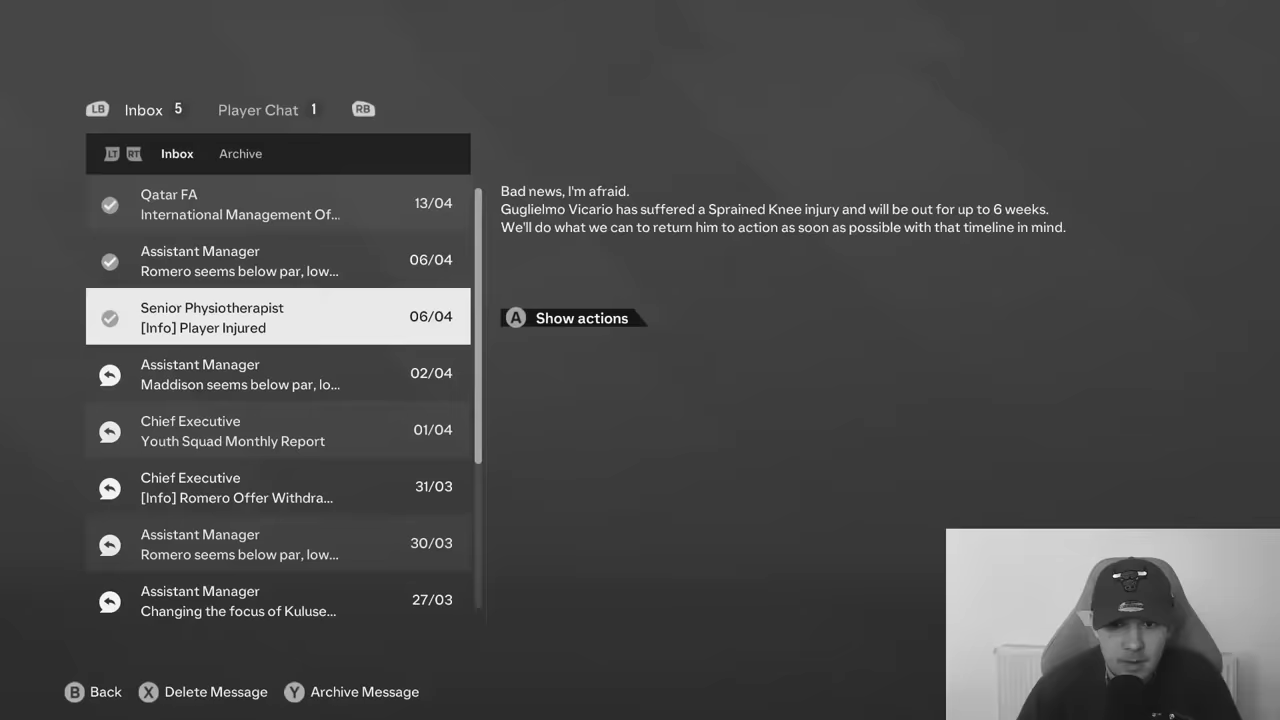 LB Inbox 5 Player Chat 1 RB
LT RT Inbox Archive
Qatar FA
International Management Of...
13/04
Assistant Manager
Romero seems below par, low...
06/04
Senior Physiotherapist
[Info] Player Injured
06/04
Assistant Manager
Maddison seems below par, lo...
02/04
Chief Executive
Youth Squad Monthly Report
01/04
Chief Executive
[Info] Romero Offer Withdra...
31/03
Assistant Manager
Romero seems below par, low...
30/03
Assistant Manager
Changing the focus of Kuluse...
27/03
Bad news, I'm afraid.
Guglielmo Vicario has suffered a Sprained Knee injury and will be out for up to 6 weeks.
We'll do what we can to return him to action as soon as possible with that timeline in mind.
A Show actions
B Back X Delete Message Y Archive Message